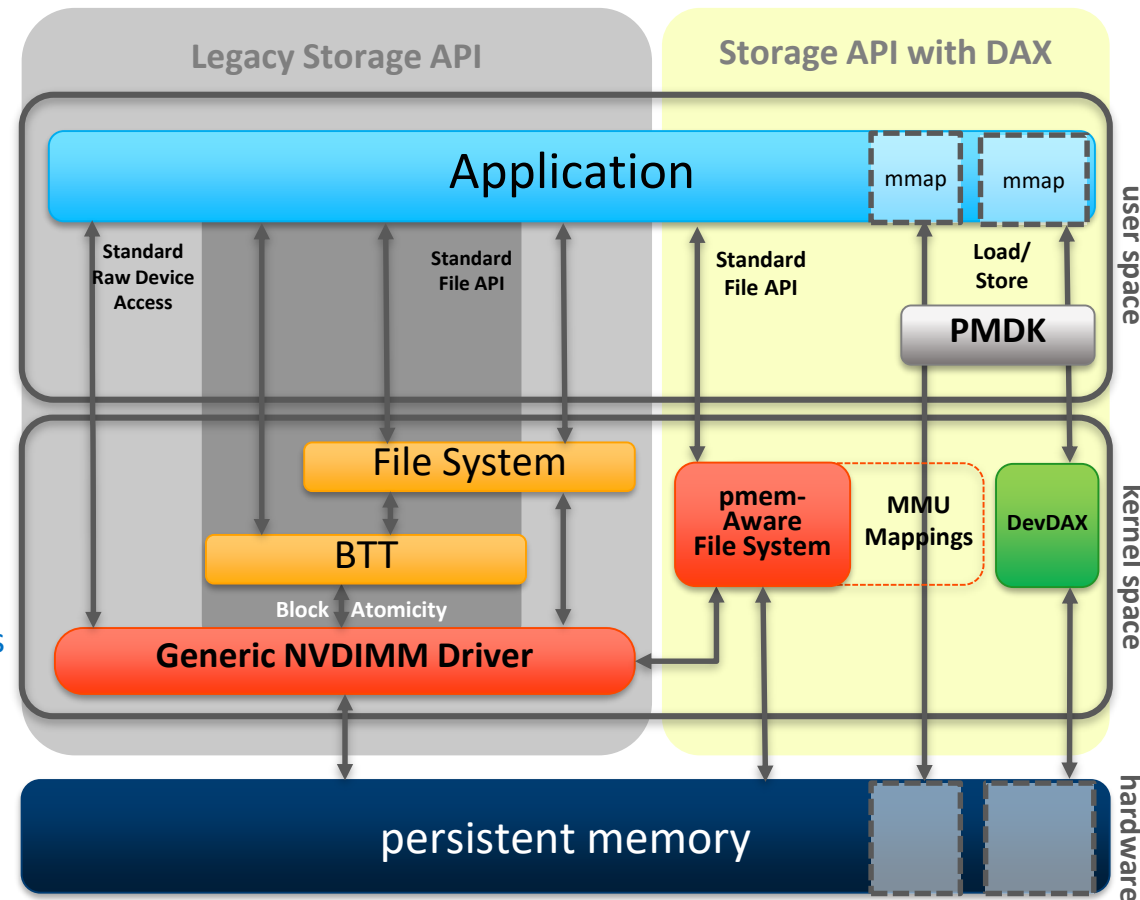 Legacy Storage API
Storage API with DAX
Application
mmap
mmap
user space
Standard
Raw Device
Access
Standard
File API
Standard
File API
Load/
Store
PMDK
File System
BTT
Block Atomicity
Generic NVDIMM Driver
pmem-
Aware
File System
MMU
Mappings
DevDAX
kernel space
s
persistent memory
hardware